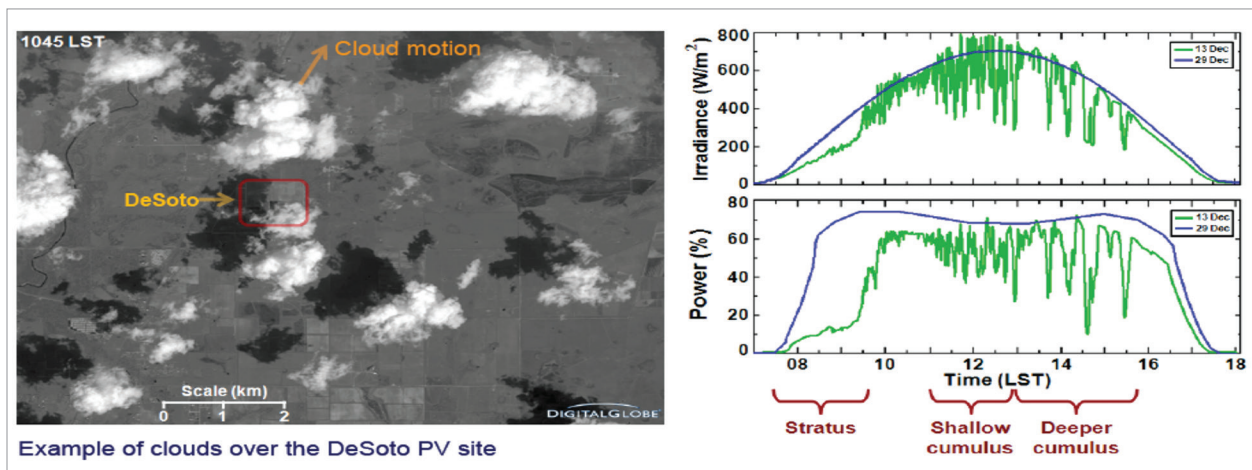 1045 LST
Cloud motion
DeSoto
Scale (km)
0 1 2
DIGITALGLOBE
Example of clouds over the DeSoto PV site
Irradiance (W/m²)
800
600
400
200
0
13 Dec
29 Dec
Power (%)
80
60
40
20
0
13 Dec
29 Dec
08 10 12 13 14 16 18
Time (LST)
Stratus
Shallow
cumulus
Deeper
cumulus